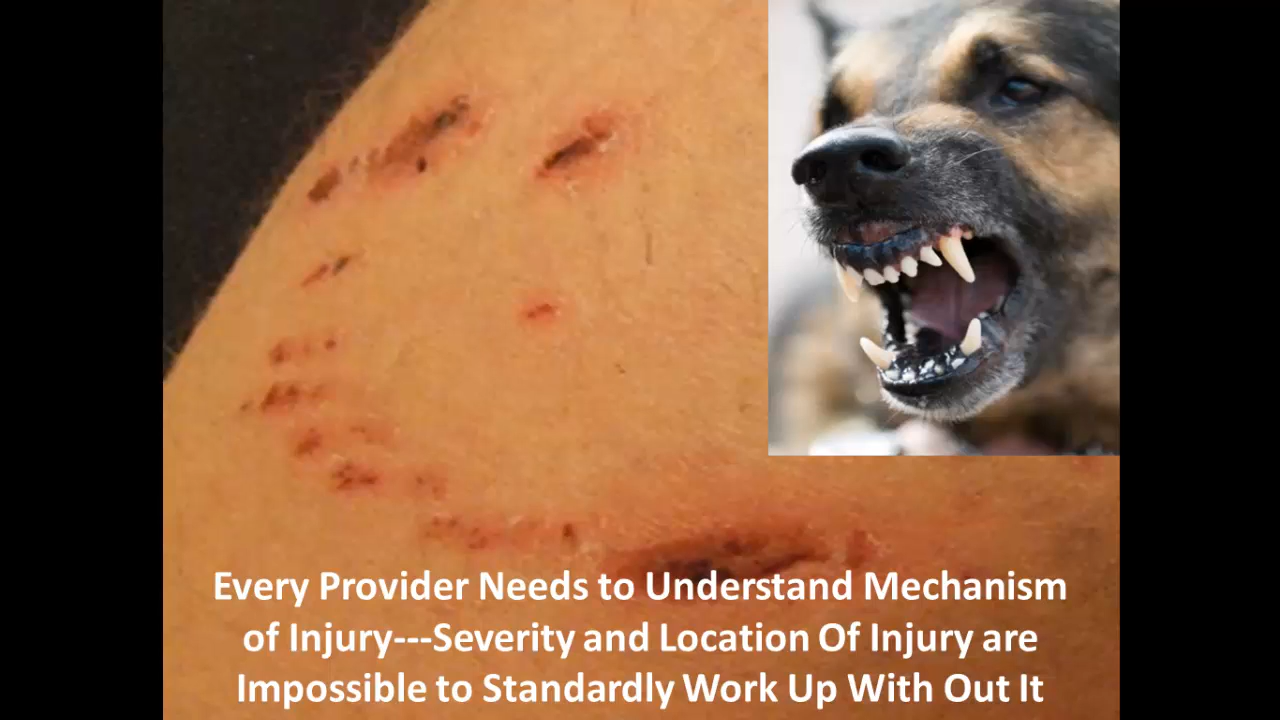 Every Provider Needs to Understand Mechanism
of Injury---Severity and Location Of Injury are
Impossible to Standardly Work Up With Out It